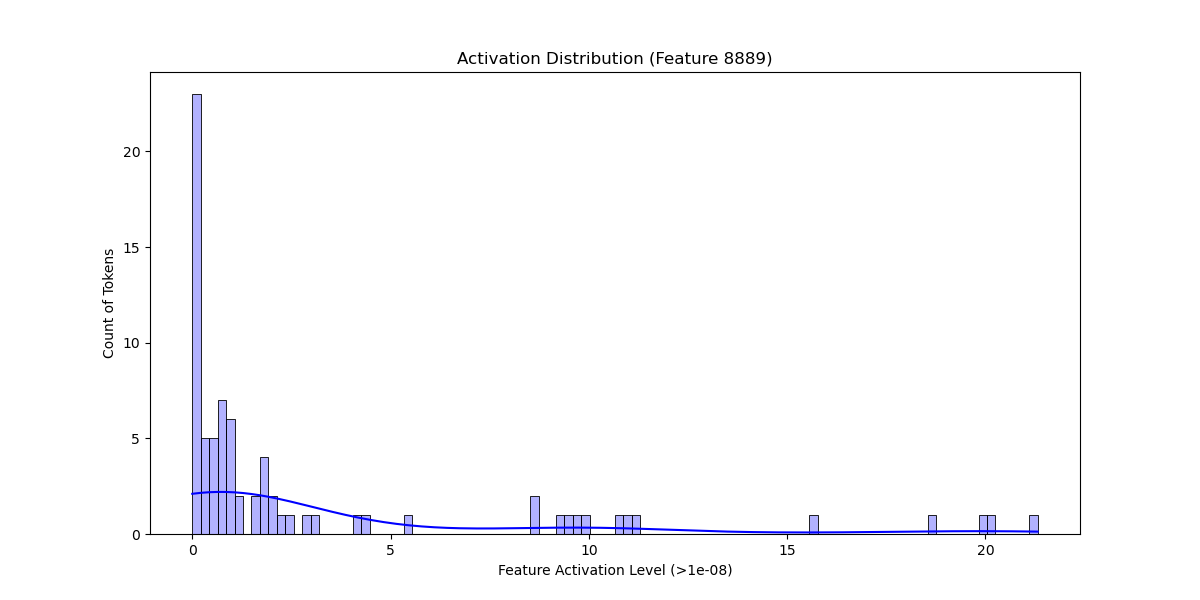 Activation Distribution (Feature 8889)
Count of Tokens
20
15
10
5
0
0 5 10 15 20
Feature Activation Level (>1e-08)